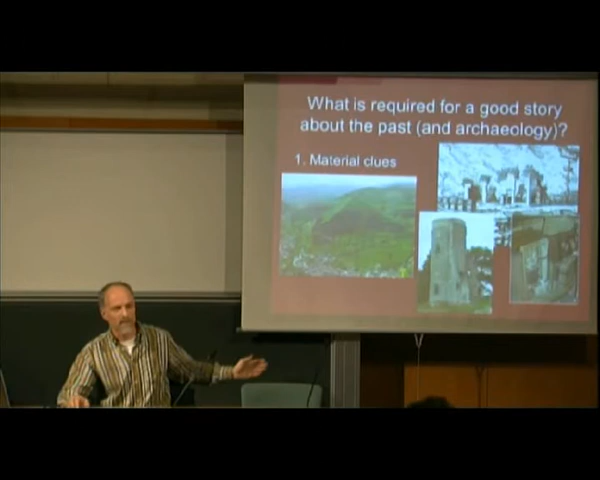 What is required for a good story
about the past (and archaeology)?
1. Material clues